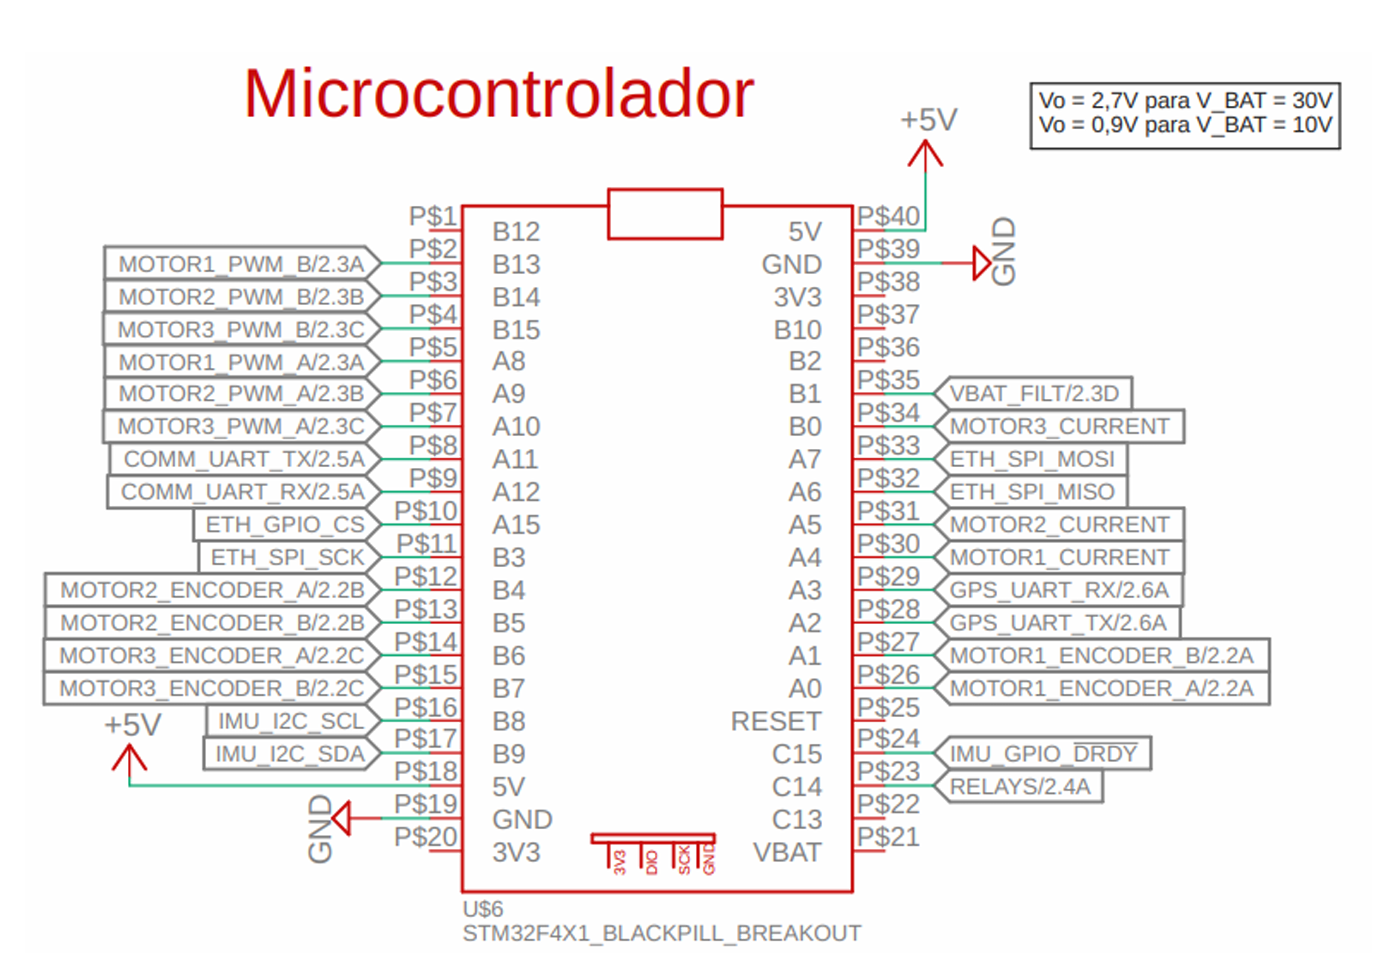 Microcontrolador
Vo = 2,7V para V_BAT = 30V
Vo = 0,9V para V_BAT = 10V
+5V
P$1 B12
MOTOR1_PWM_B/2.3A P$2 B13
MOTOR2_PWM_B/2.3B P$3 B14
MOTOR3_PWM_B/2.3C P$4 B15
MOTOR1_PWM_A/2.3A P$5 A8
MOTOR2_PWM_A/2.3B P$6 A9
MOTOR3_PWM_A/2.3C P$7 A10
COMM_UART_TX/2.5A P$8 A11
COMM_UART_RX/2.5A P$9 A12
ETH_GPIO_CS P$10 A15
ETH_SPI_SCK P$11 B3
MOTOR2_ENCODER_A/2.2B P$12 B4
MOTOR2_ENCODER_B/2.2B P$13 B5
MOTOR3_ENCODER_A/2.2C P$14 B6
MOTOR3_ENCODER_B/2.2C P$15 B7
IMU_I2C_SCL P$16 B8
IMU_I2C_SDA P$17 B9
+5V
P$18 5V
GND P$19 GND
P$20 3V3
5V P$40
GND P$39 GND
3V3 P$38
B10 P$37
B2 P$36
B1 P$35 VBAT_FILT/2.3D
B0 P$34 MOTOR3_CURRENT
A7 P$33 ETH_SPI_MOSI
A6 P$32 ETH_SPI_MISO
A5 P$31 MOTOR2_CURRENT
A4 P$30 MOTOR1_CURRENT
A3 P$29 GPS_UART_RX/2.6A
A2 P$28 GPS_UART_TX/2.6A
A1 P$27 MOTOR1_ENCODER_B/2.2A
A0 P$26 MOTOR1_ENCODER_A/2.2A
RESET P$25
C15 P$24 IMU_GPIO_DRDY
C14 P$23 RELAYS/2.4A
C13 P$22
VBAT P$21
3V3
DIO
SCK
GND
U$6
STM32F4X1_BLACKPILL_BREAKOUT